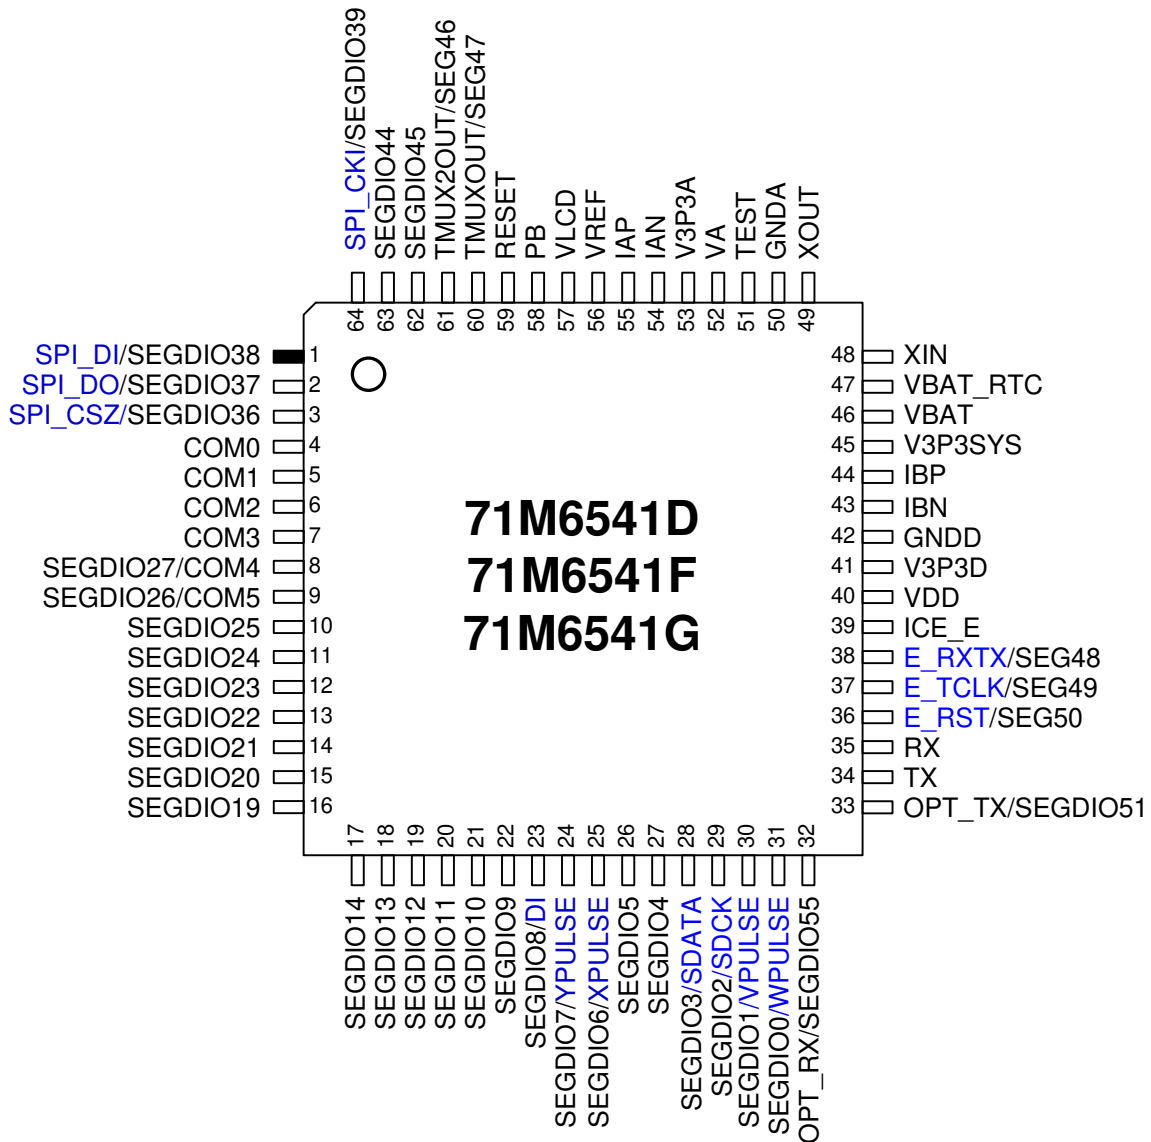 SPI_CKI/SEGDIO39
SEGDIO44
SEGDIO45
TMUX2OUT/SEG46
TMUXOUT/SEG47
RESET
PB
VLCD
VREF
IAP
IAN
V3P3A
VA
TEST
GNDA
XOUT
64
63
62
61
60
59
58
57
56
55
54
53
52
51
50
49
SPI_DI/SEGDIO38 1
SPI_DO/SEGDIO37 2
SPI_CSZ/SEGDIO36 3
COM0 4
COM1 5
COM2 6
COM3 7
SEGDIO27/COM4 8
SEGDIO26/COM5 9
SEGDIO25 10
SEGDIO24 11
SEGDIO23 12
SEGDIO22 13
SEGDIO21 14
SEGDIO20 15
SEGDIO19 16
71M6541D
71M6541F
71M6541G
48 XIN
47 VBAT_RTC
46 VBAT
45 V3P3SYS
44 IBP
43 IBN
42 GNDD
41 V3P3D
40 VDD
39 ICE_E
38 E_RXTX/SEG48
37 E_TCLK/SEG49
36 E_RST/SEG50
35 RX
34 TX
33 OPT_TX/SEGDIO51
17
18
19
20
21
22
23
24
25
26
27
28
29
30
31
32
SEGDIO14
SEGDIO13
SEGDIO12
SEGDIO11
SEGDIO10
SEGDIO9
SEGDIO8/DI
SEGDIO7/YPULSE
SEGDIO6/XPULSE
SEGDIO5
SEGDIO4
SEGDIO3/SDATA
SEGDIO2/SDCK
SEGDIO1/VPULSE
SEGDIO0/WPULSE
OPT_RX/SEGDIO55